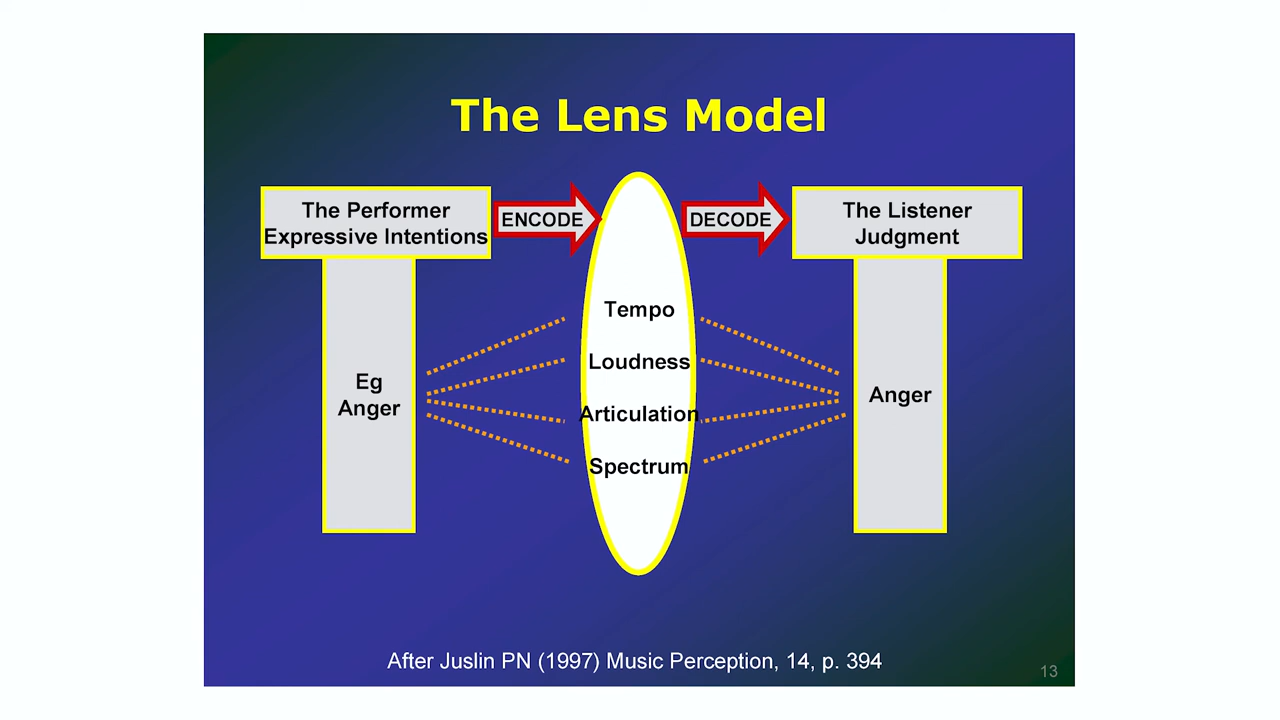 The Lens Model
The Performer
Expressive Intentions
ENCODE
DECODE
The Listener
Judgment
Eg
Anger
Tempo
Loudness
Articulation
Spectrum
Anger
After Juslin PN (1997) Music Perception, 14, p. 394
13